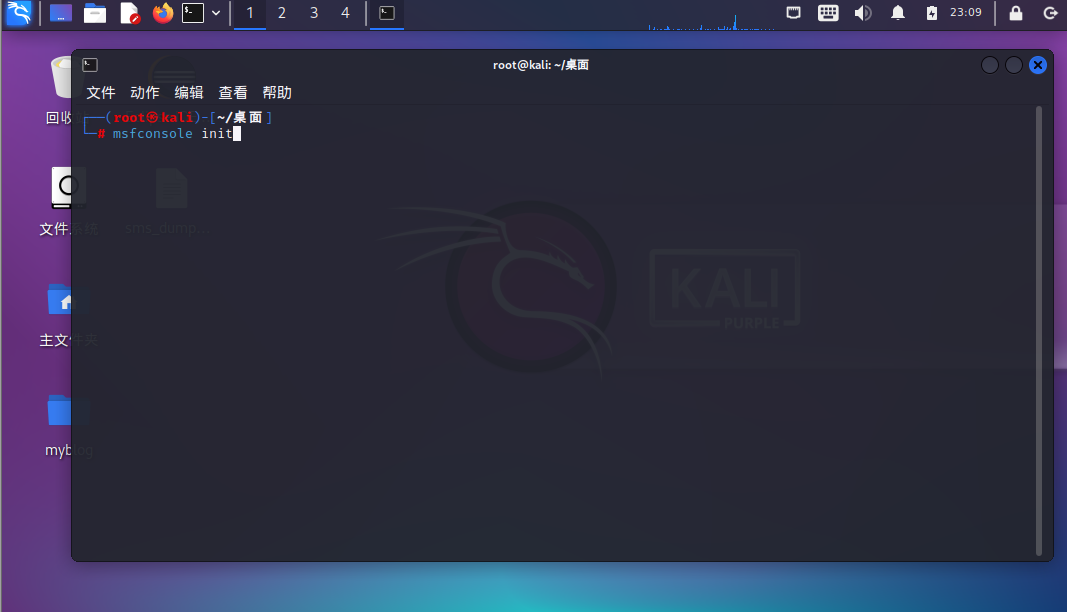 1 2 3 4 23:09
root@kali: ~/桌面
文件 动作 编辑 查看 帮助
回收
┌──(root㉿kali)-[~/桌面]
└─# msfconsole init
文件系统
sms_dump.
KALI
PURPLE
主文件夹
myblog